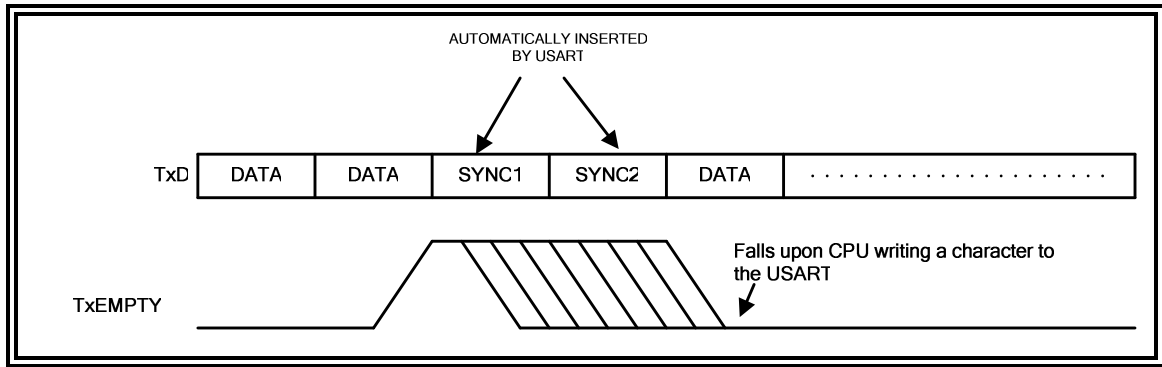 AUTOMATICALLY INSERTED
BY USART
TxD
DATA
DATA
SYNC1
SYNC2
DATA
. . . . . . . . . . . . . . . . . . . . . .
Falls upon CPU writing a character to
the USART
TxEMPTY